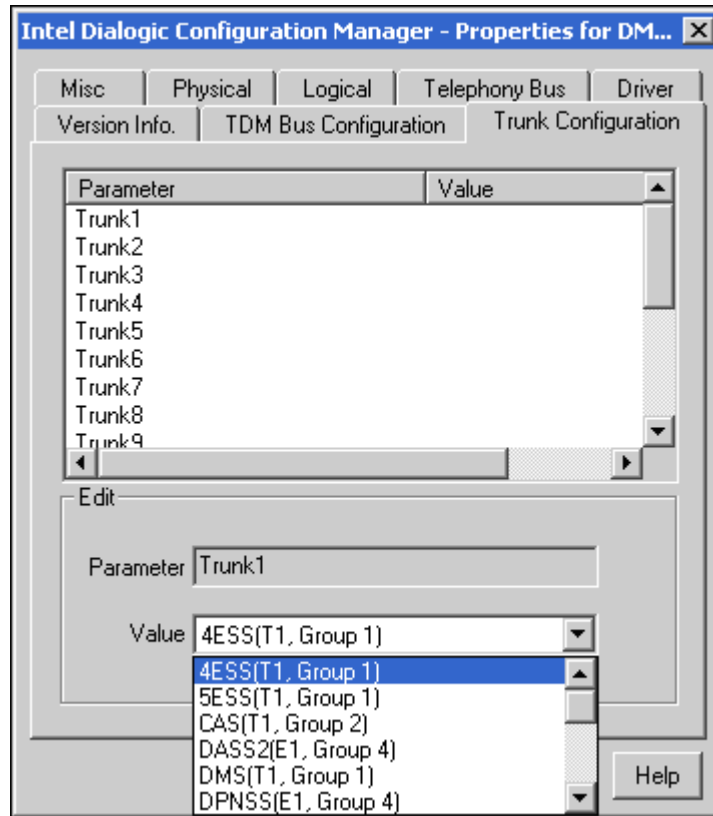 Intel Dialogic Configuration Manager - Properties for DM...
Misc Physical Logical Telephony Bus Driver
Version Info. TDM Bus Configuration Trunk Configuration
Parameter Value
Trunk1
Trunk2
Trunk3
Trunk4
Trunk5
Trunk6
Trunk7
Trunk8
Trunk9
Edit
Parameter Trunk1
Value 4ESS(T1, Group 1)
4ESS(T1, Group 1)
5ESS(T1, Group 1)
CAS(T1, Group 2)
DASS2(E1, Group 4)
DMS(T1, Group 1)
DPNSS(E1, Group 4)
Help